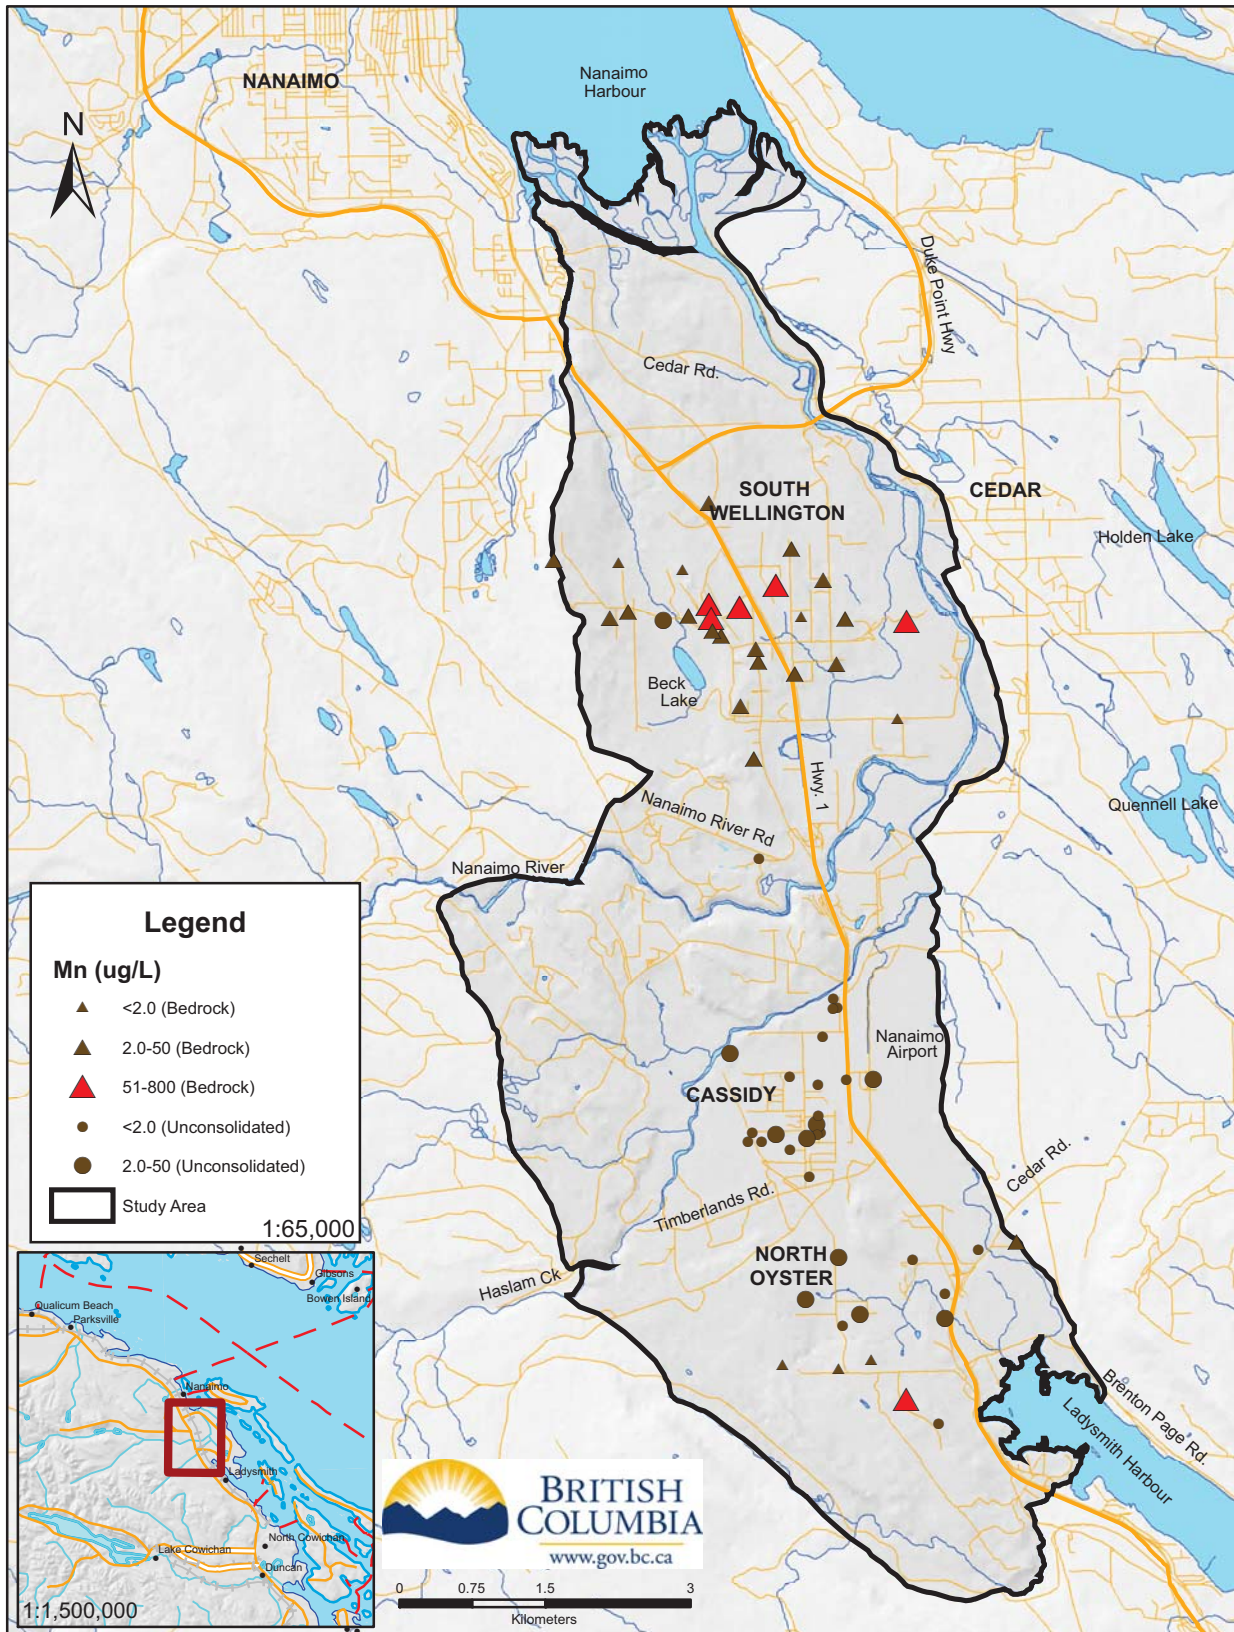 NANAIMO
Nanaimo
Harbour
N
Duke Point Hwy
Cedar Rd.
SOUTH
WELLINGTON
CEDAR
Holden Lake
Beck
Lake
Hwy. 1
Quennell Lake
Nanaimo River Rd
Nanaimo River
Legend
Mn (ug/L)
<2.0 (Bedrock)
2.0-50 (Bedrock)
51-800 (Bedrock)
<2.0 (Unconsolidated)
2.0-50 (Unconsolidated)
Study Area
1:65,000
Nanaimo
Airport
CASSIDY
Cedar Rd.
Timberlands Rd.
NORTH
OYSTER
Haslam Ck
Brenton Page Rd.
Ladysmith Harbour
Sechelt
Gibsons
Bowen Island
Qualicum Beach
Parksville
Nanaimo
Ladysmith
North Cowichan
Lake Cowichan
Duncan
1:1,500,000
BRITISH
COLUMBIA
www.gov.bc.ca
0 0.75 1.5 3
Kilometers